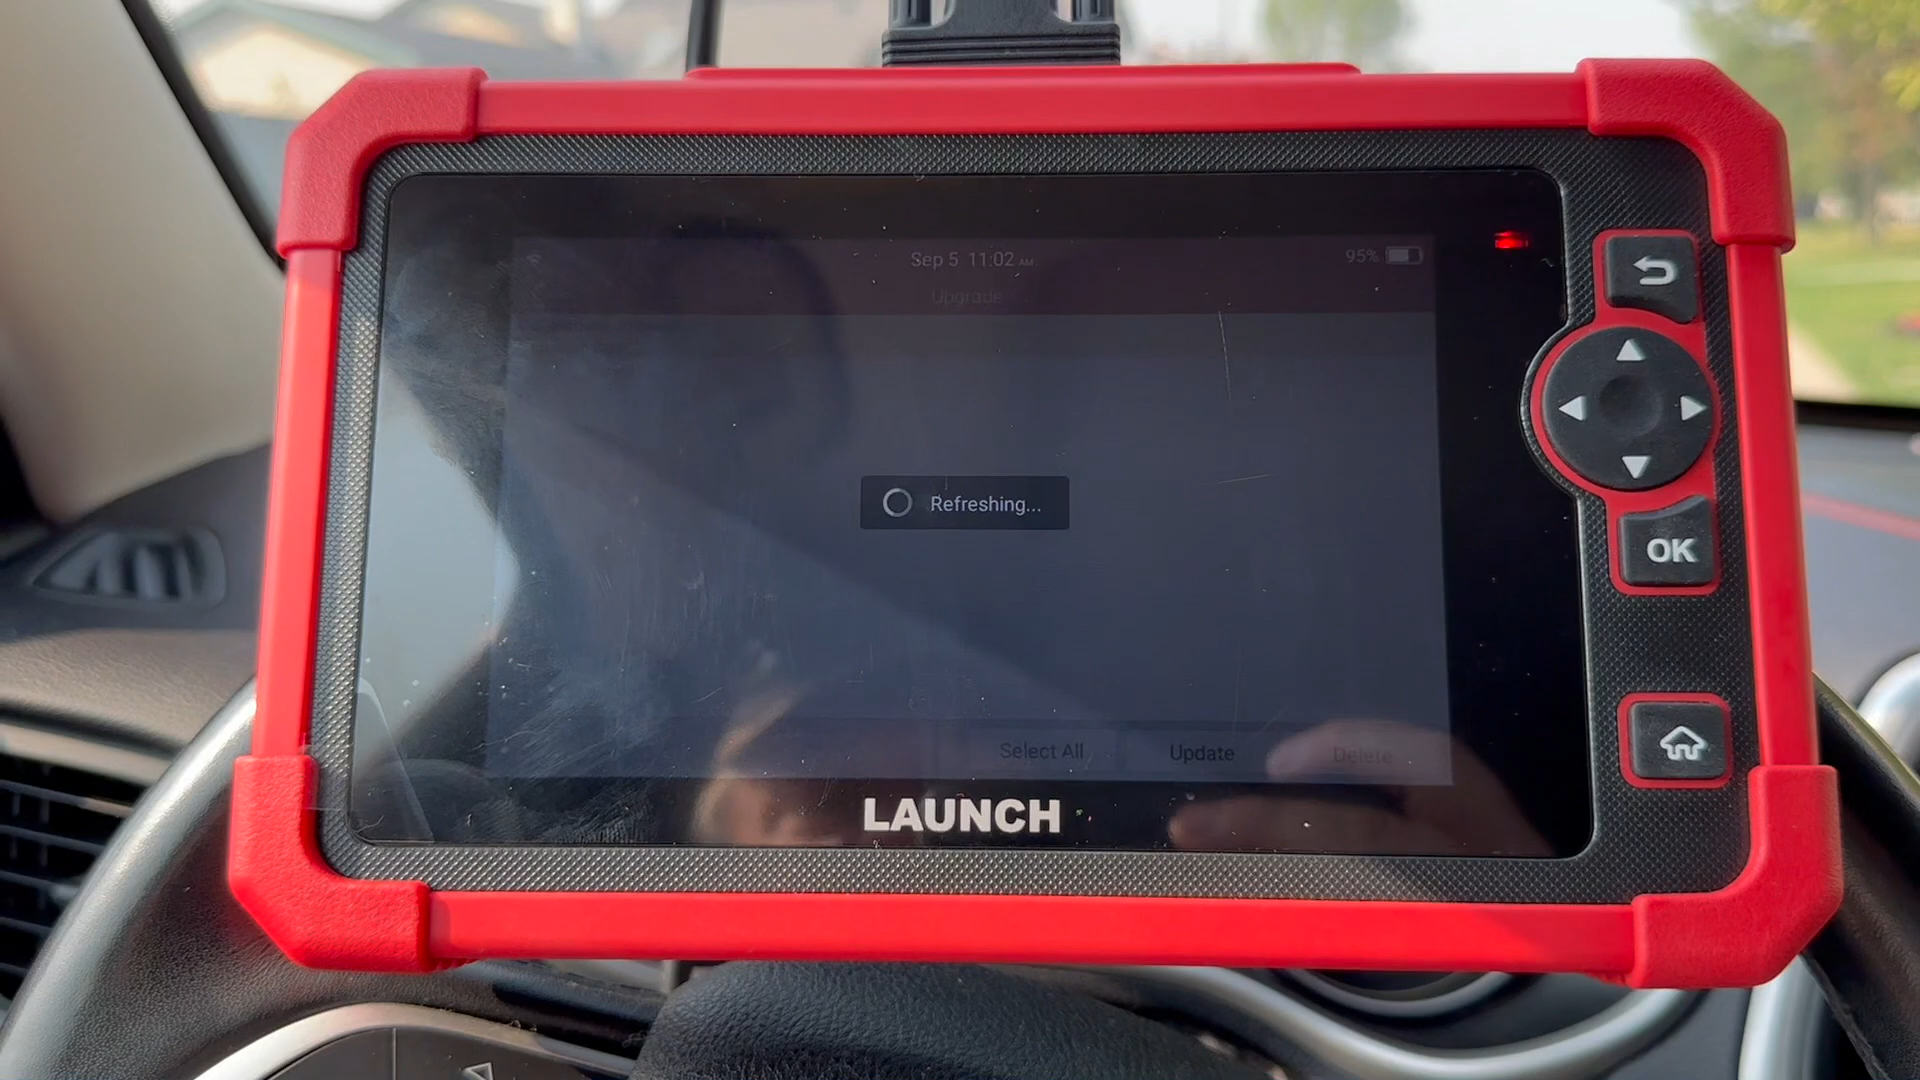 Sep 5 11:02 AM
95%
Upgrade
Refreshing...
Select All
Update
Delete
LAUNCH
OK